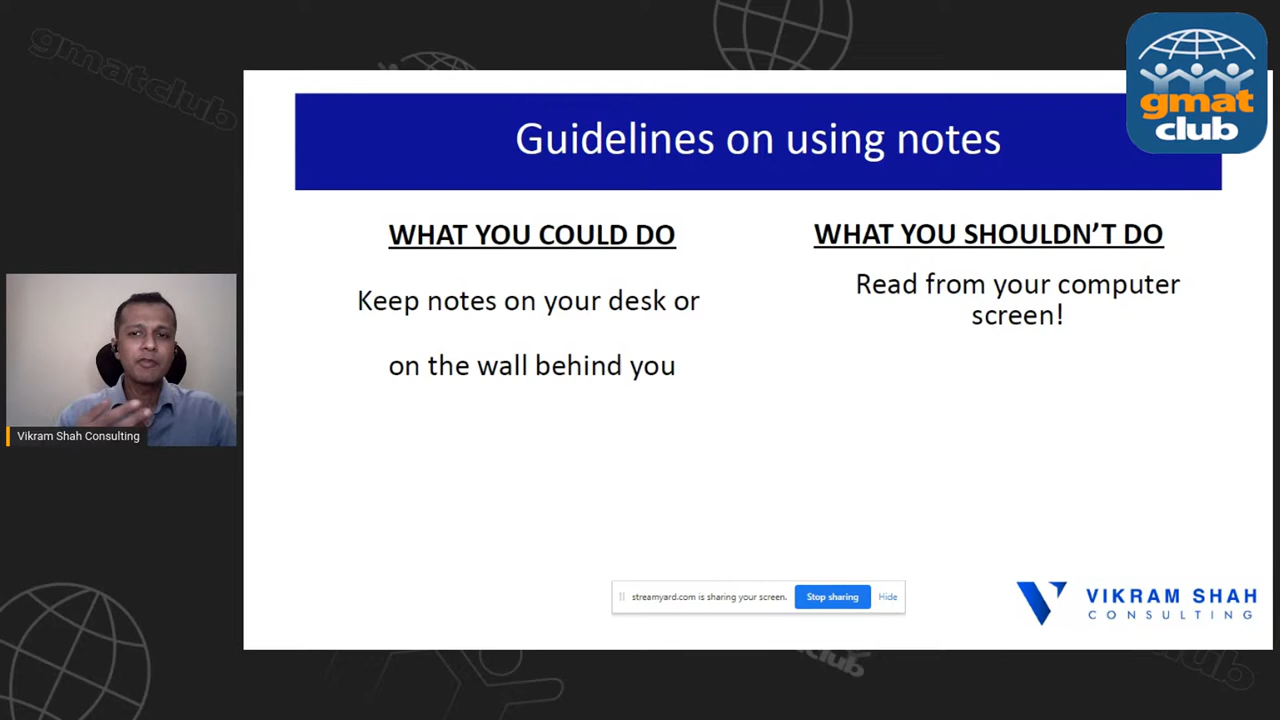 gmatclub
gmat
club
Guidelines on using notes
WHAT YOU COULD DO
Keep notes on your desk or
on the wall behind you
WHAT YOU SHOULDN’T DO
Read from your computer
screen!
Vikram Shah Consulting
streamyard.com is sharing your screen.
Stop sharing
Hide
VIKRAM SHAH
CONSULTING
club